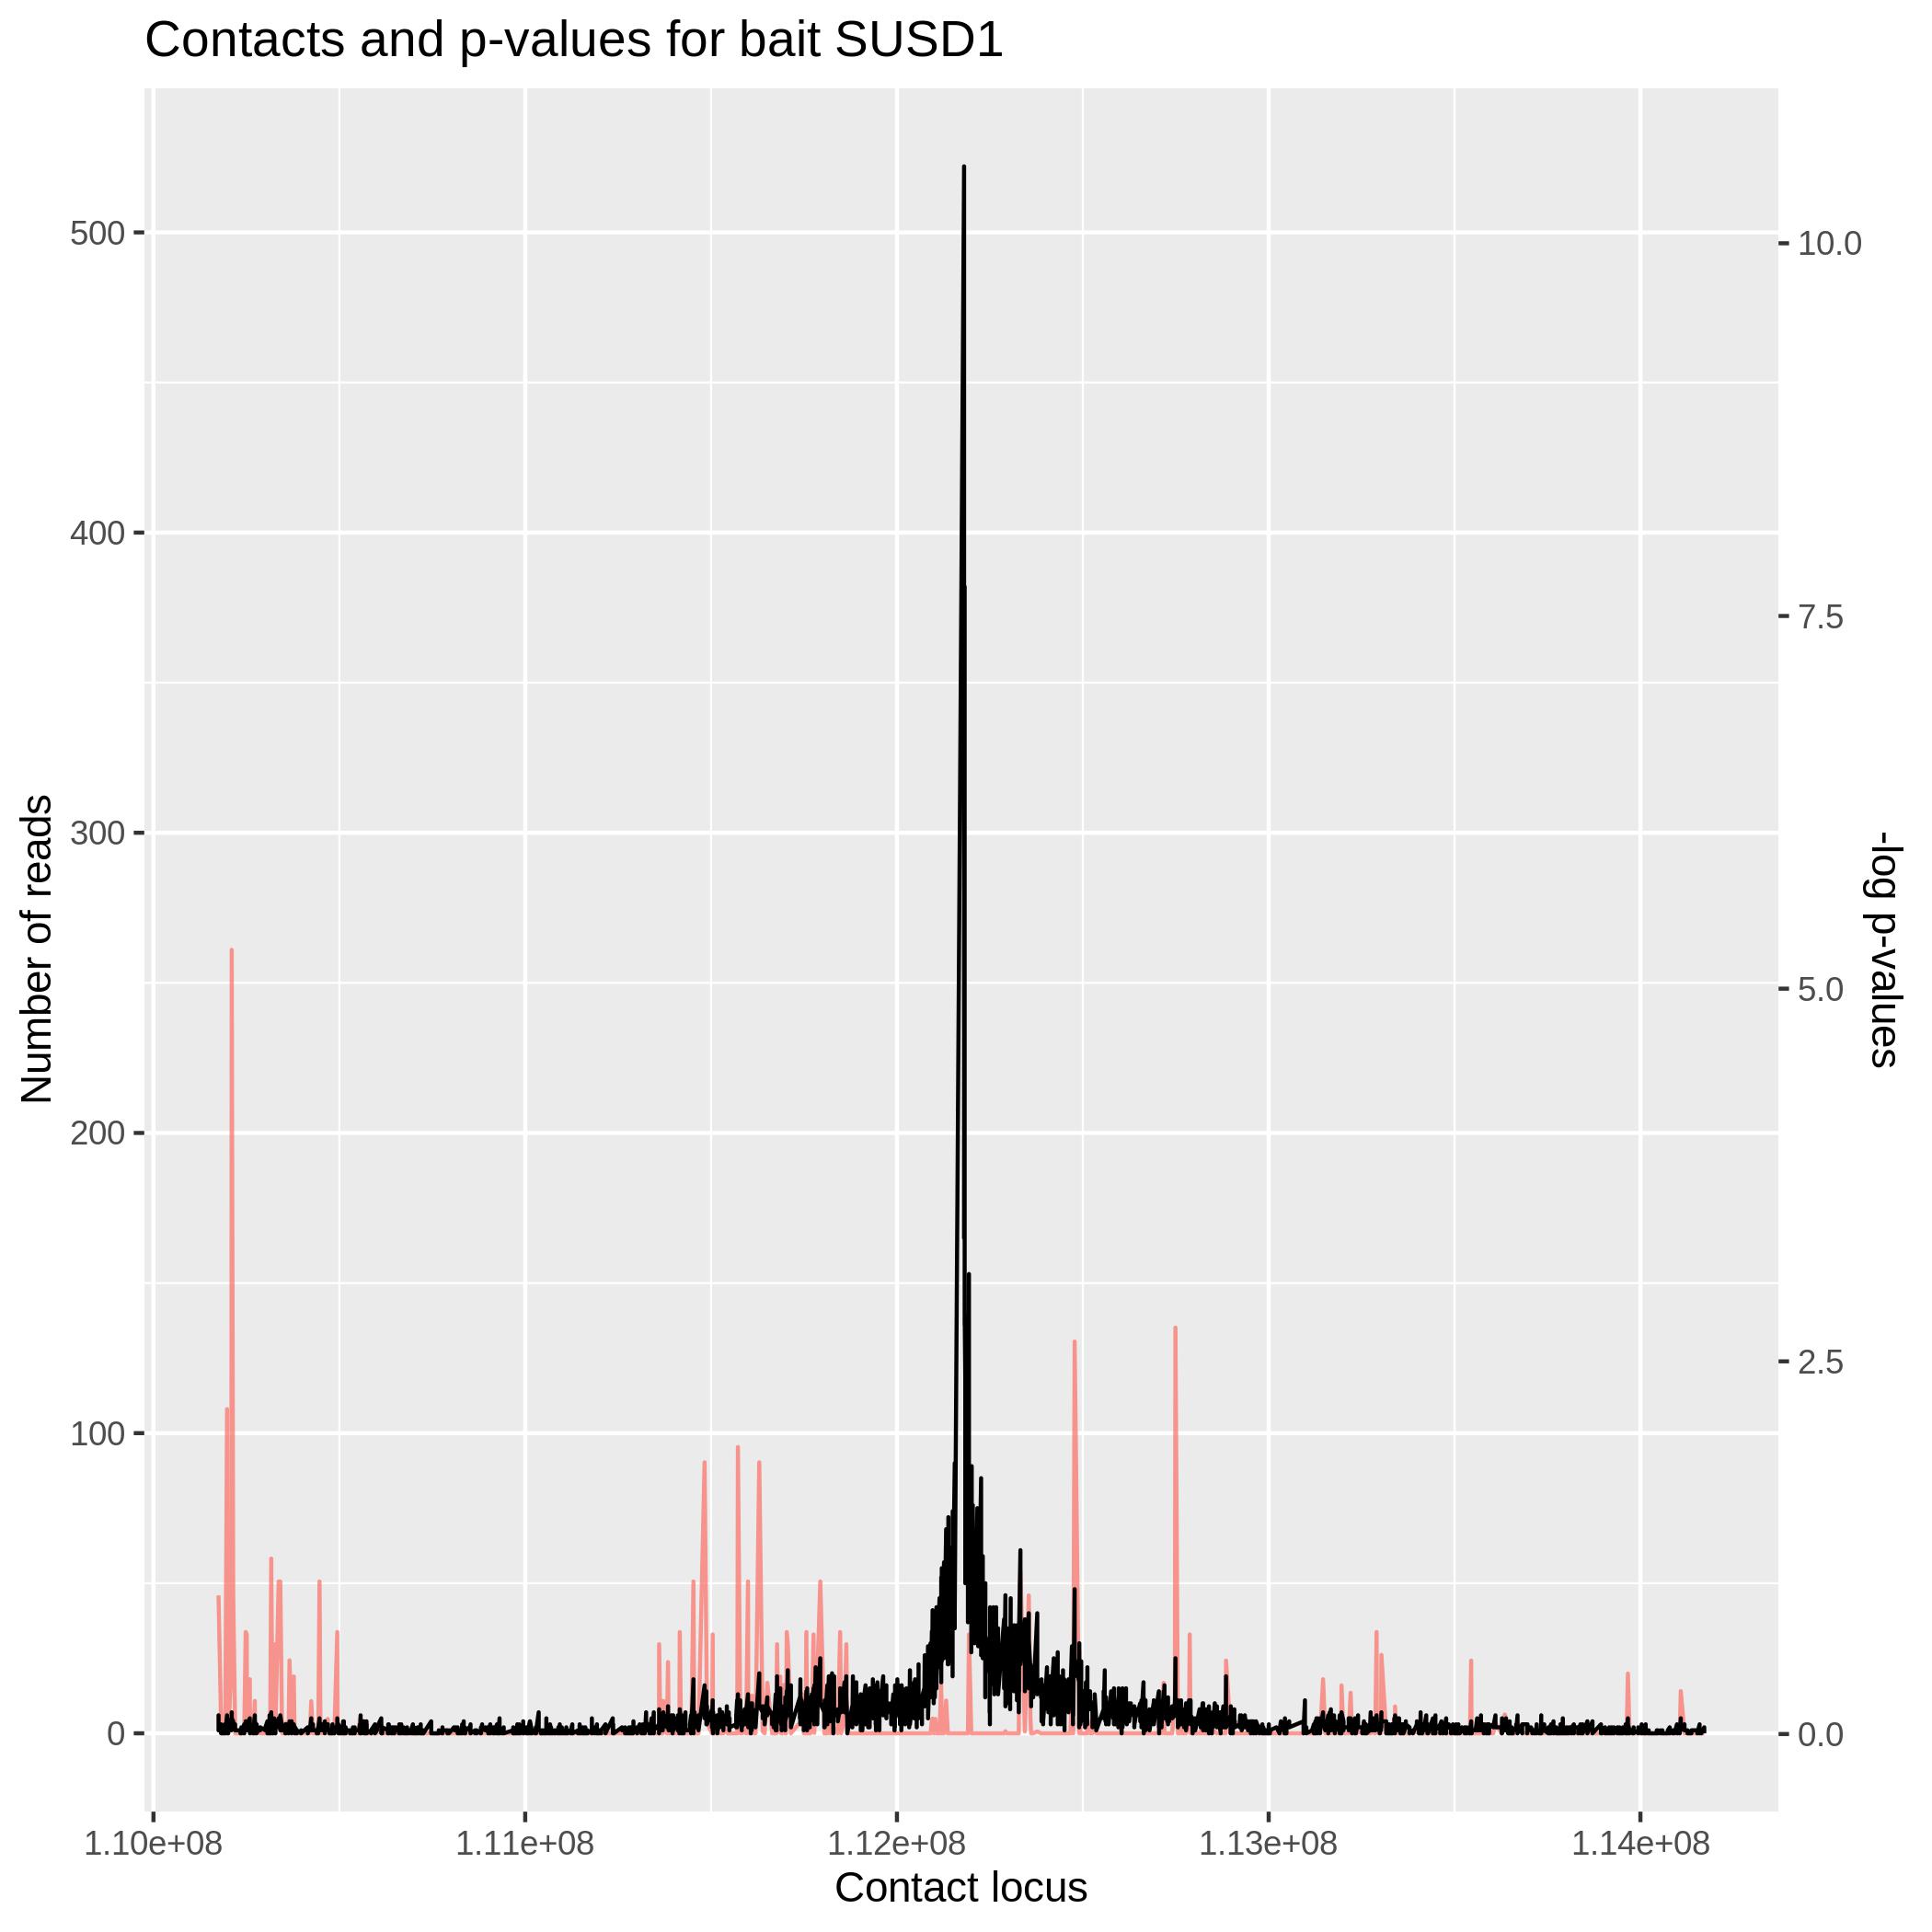 Contacts and p-values for bait SUSD1
500
400
300
200
100
0
Number of reads
10.0
7.5
5.0
2.5
0.0
-log p-values
1.10e+08
1.11e+08
1.12e+08
1.13e+08
1.14e+08
Contact locus